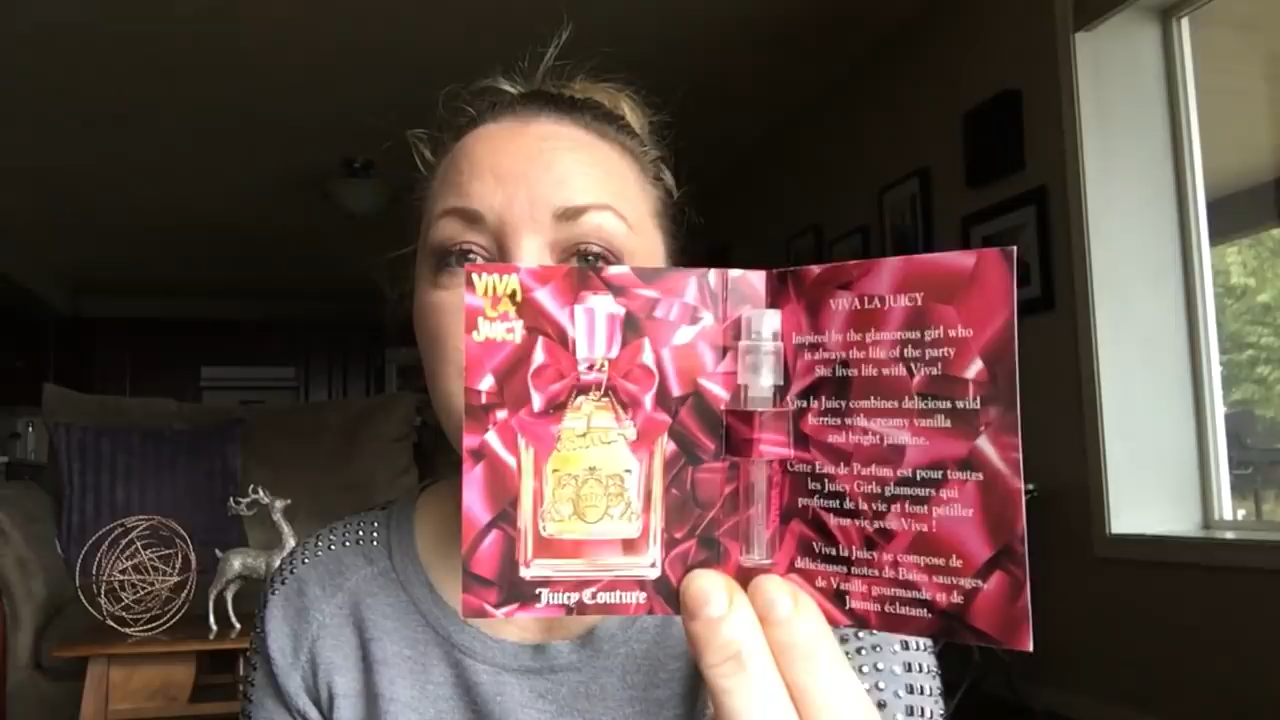 VIVA
LA
JUICY
Juicy Couture
VIVA LA JUICY
Inspired by the glamorous girl who
is always the life of the party
She lives life with Viva!
Viva la Juicy combines delicious wild
berries with creamy vanilla
and bright jasmine.
Cette Eau de Parfum est pour toutes
les Juicy Girls glamours qui
profitent de la vie et font pétiller
leur vie avec Viva !
Viva la Juicy se compose de
délicieuses notes de Baies sauvages,
de Vanille gourmande et de
Jasmin éclatant.